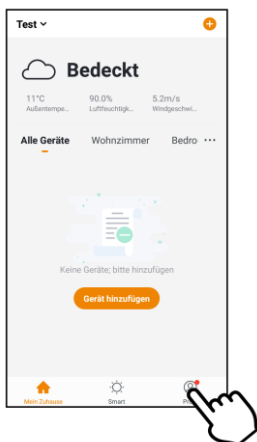 Test
Bedeckt
11°C 90.0% 5.2m/s
Außentempe... Luftfeuchtigk... Windgeschwi...
Alle Geräte Wohnzimmer Bedro ...
Keine Geräte; bitte hinzufügen
Gerät hinzufügen
Mein Zuhause Smart